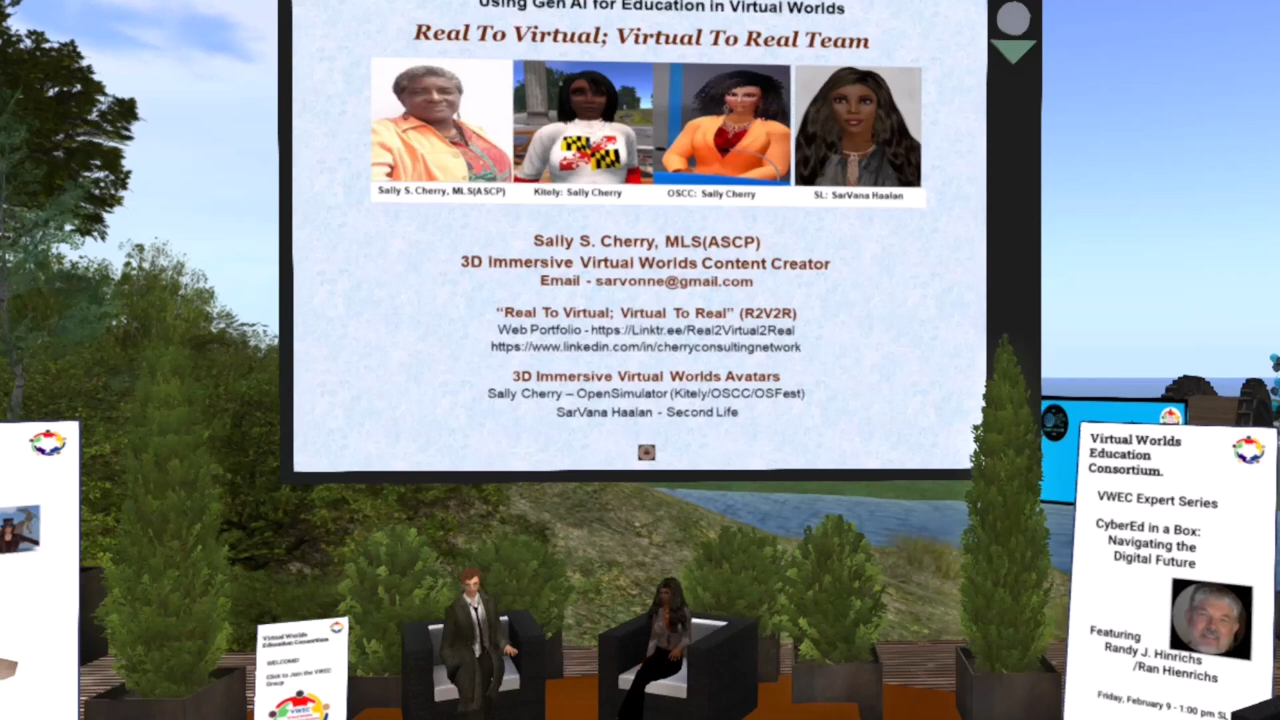 Using Gen AI for Education in Virtual Worlds
Real To Virtual; Virtual To Real Team
Sally S. Cherry, MLS(ASCP)
Kitely: Sally Cherry
OSCC: Sally Cherry
SL: SarVana Haalan
Sally S. Cherry, MLS(ASCP)
3D Immersive Virtual Worlds Content Creator
Email - sarvonne@gmail.com
“Real To Virtual; Virtual To Real” (R2V2R)
Web Portfolio - https://Linktr.ee/Real2Virtual2Real
https://www.linkedin.com/in/cherryconsultingnetwork
3D Immersive Virtual Worlds Avatars
Sally Cherry – OpenSimulator (Kitely/OSCC/OSFest)
SarVana Haalan - Second Life
Virtual Worlds
Education Consortium
WELCOME!
Click to Join the VWEC
Group
VWEC
Virtual Worlds
Education
Consortium.
VWEC Expert Series
CyberEd in a Box:
Navigating the
Digital Future
Featuring
Randy J. Hinrichs
/Ran Hienrichs
Friday, February 9 - 1:00 pm SL